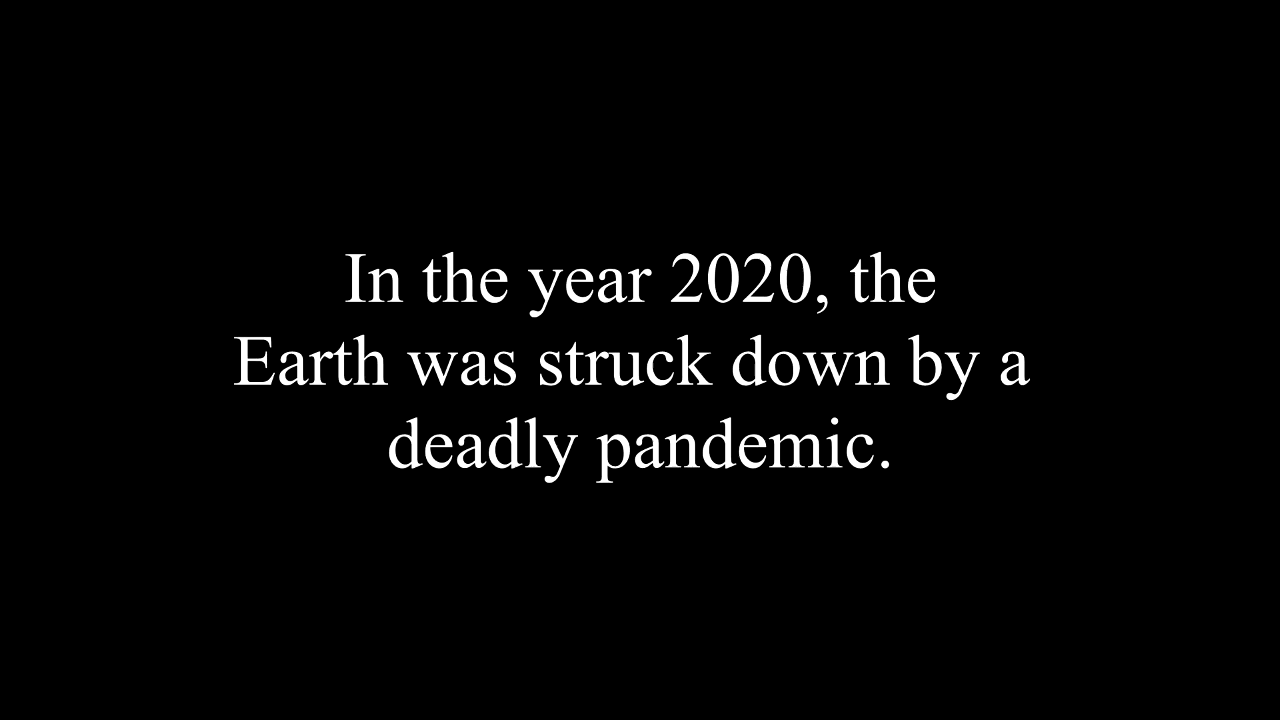 In the year 2020, the
Earth was struck down by a
deadly pandemic.